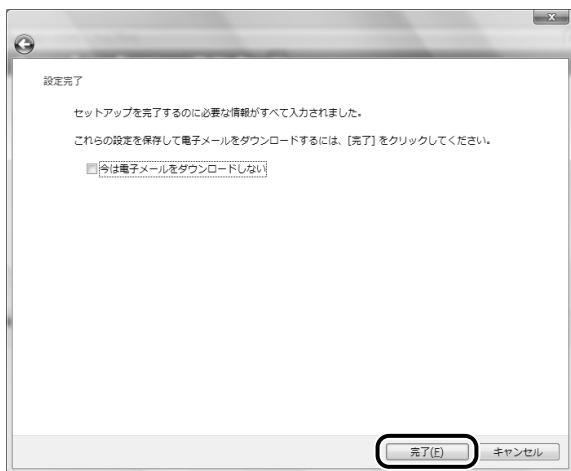 設定完了
セットアップを完了するのに必要な情報がすべて入力されました。
これらの設定を保存して電子メールをダウンロードするには、[完了] をクリックしてください。
今は電子メールをダウンロードしない
完了(F) キャンセル